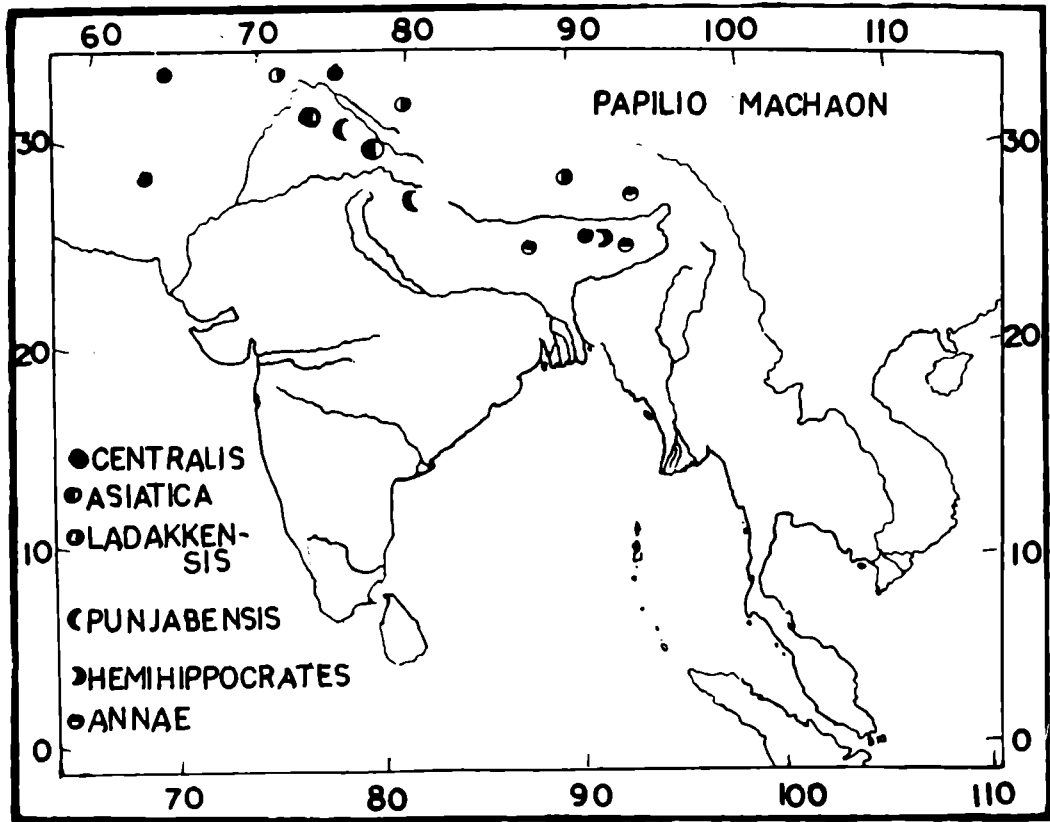 60 70 80 90 100 110
PAPILIO MACHAON
30 30
20 20
CENTRALIS
ASIATICA
LADAKKEN-
SIS
10 10
PUNJABENSIS
HEMIHIPPOCRATES
ANNAE
0 0
70 80 90 100 110